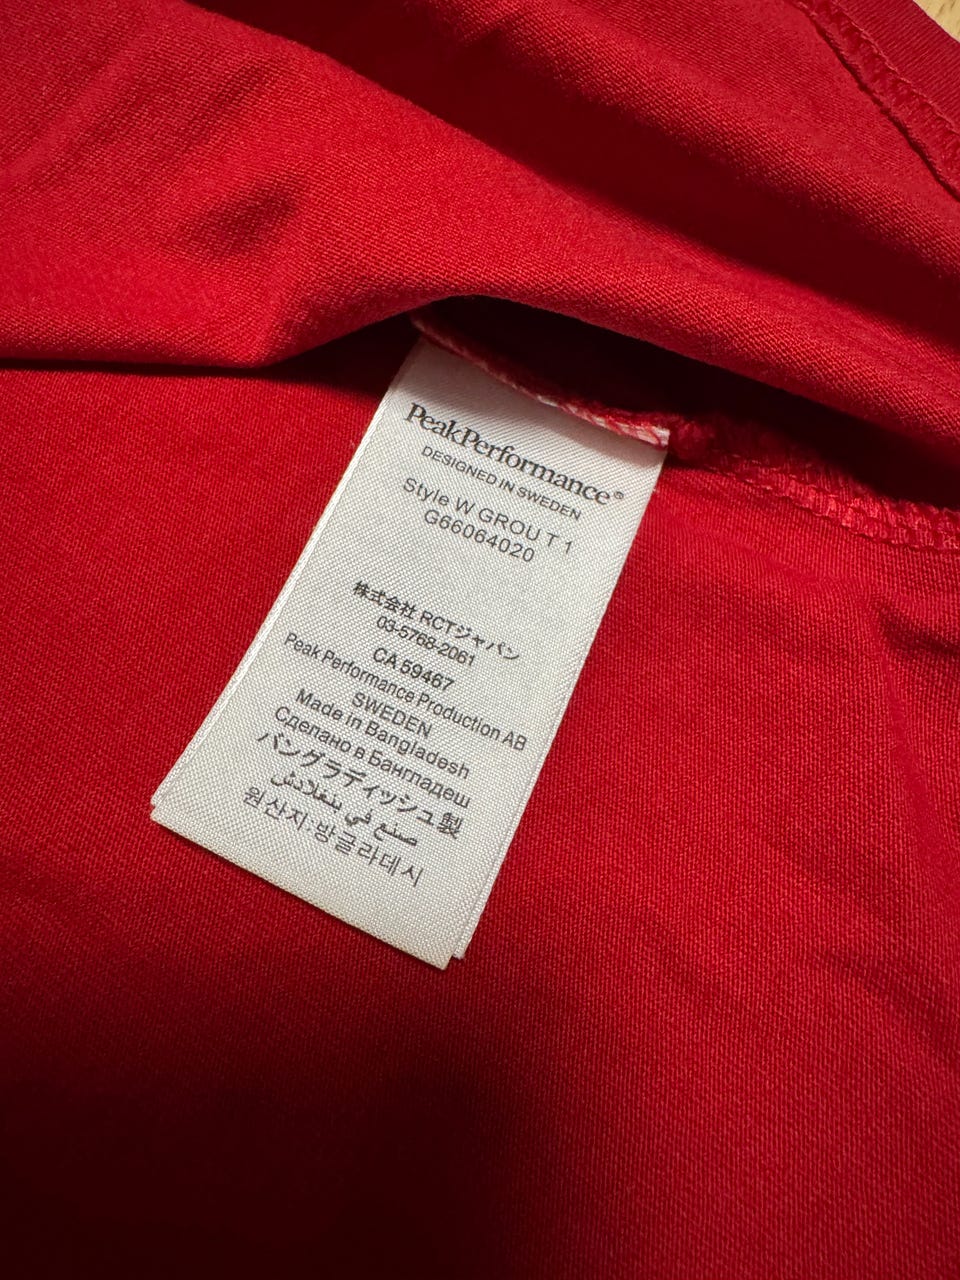 PeakPerformance®
DESIGNED IN SWEDEN
Style W GROU T 1
G66064020
株式会社 RCTジャパン
03-5768-2061
CA 59467
Peak Performance Production AB
SWEDEN
Made in Bangladesh
Сделано в Бангладеш
バングラディッシュ製
صنع في بنغلادش
원산지:방글라데시